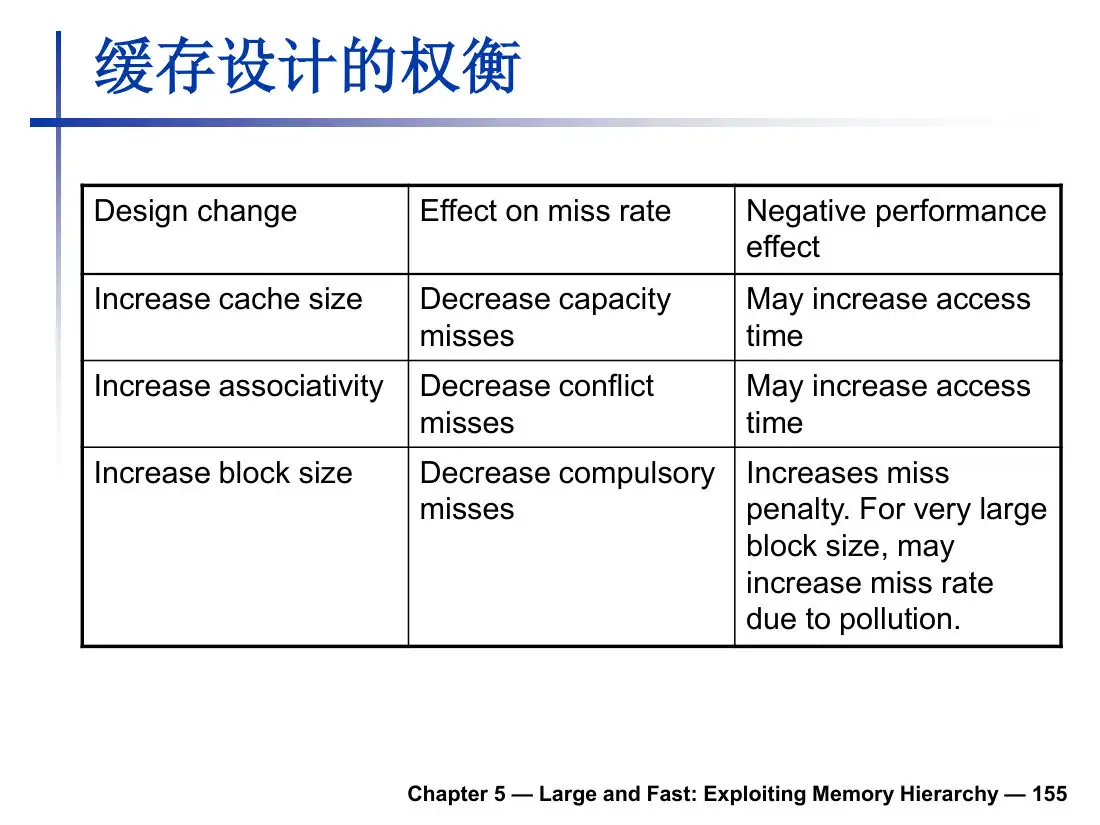 缓存设计的权衡
Design change
Effect on miss rate
Negative performance
effect
Increase cache size
Decrease capacity
misses
May increase access
time
Increase associativity
Decrease conflict
misses
May increase access
time
Increase block size
Decrease compulsory
misses
Increases miss
penalty. For very large
block size, may
increase miss rate
due to pollution.
Chapter 5 — Large and Fast: Exploiting Memory Hierarchy — 155